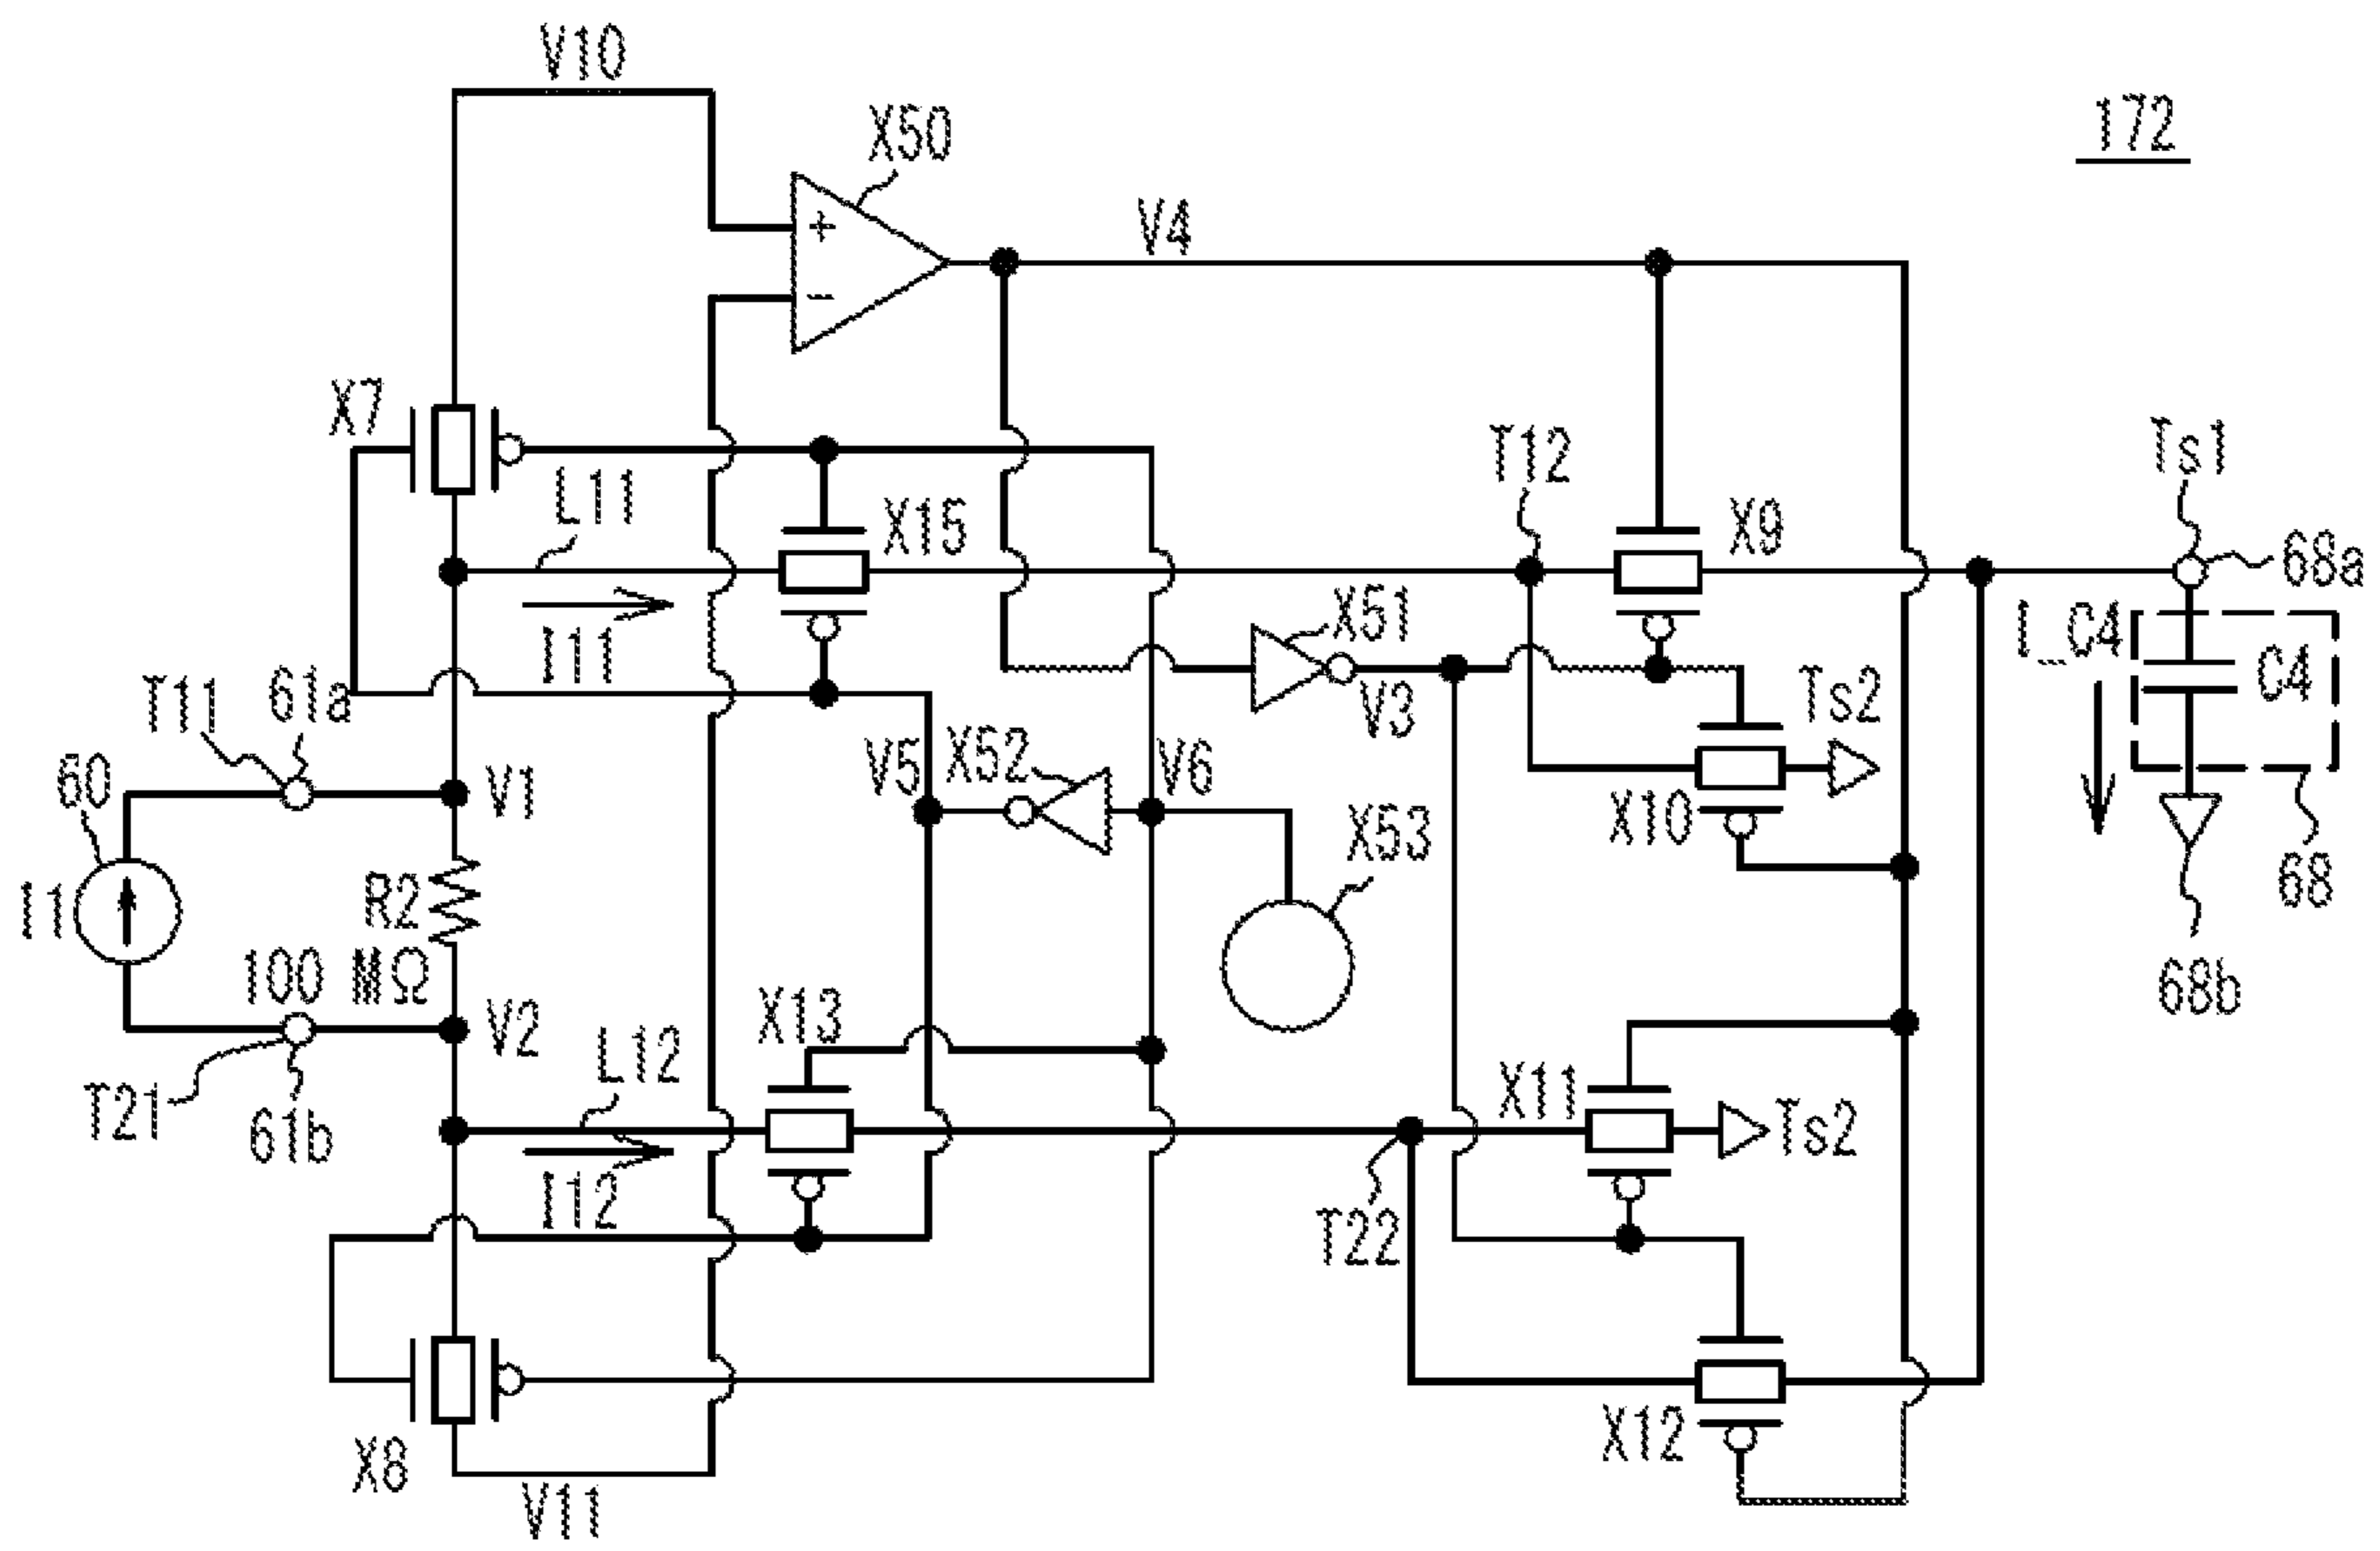 V10
X50
172
+
V4
−
X7
T12
Ts1
L11
X15
X9
68a
X51
I_C4
I11
C4
T11
61a
Ts2
V3
V5
X52
V6
60
V1
X10
X53
I1
R2
68
100 MΩ
68b
X13
V2
L12
X11
T21
61b
Ts2
I12
T22
X12
X8
V11